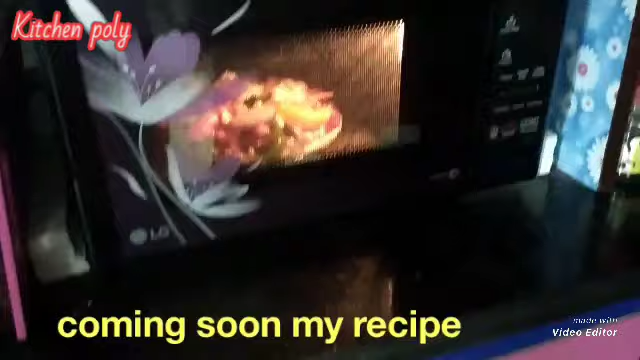 Kitchen poly
LG
coming soon my recipe
made with
Video Editor